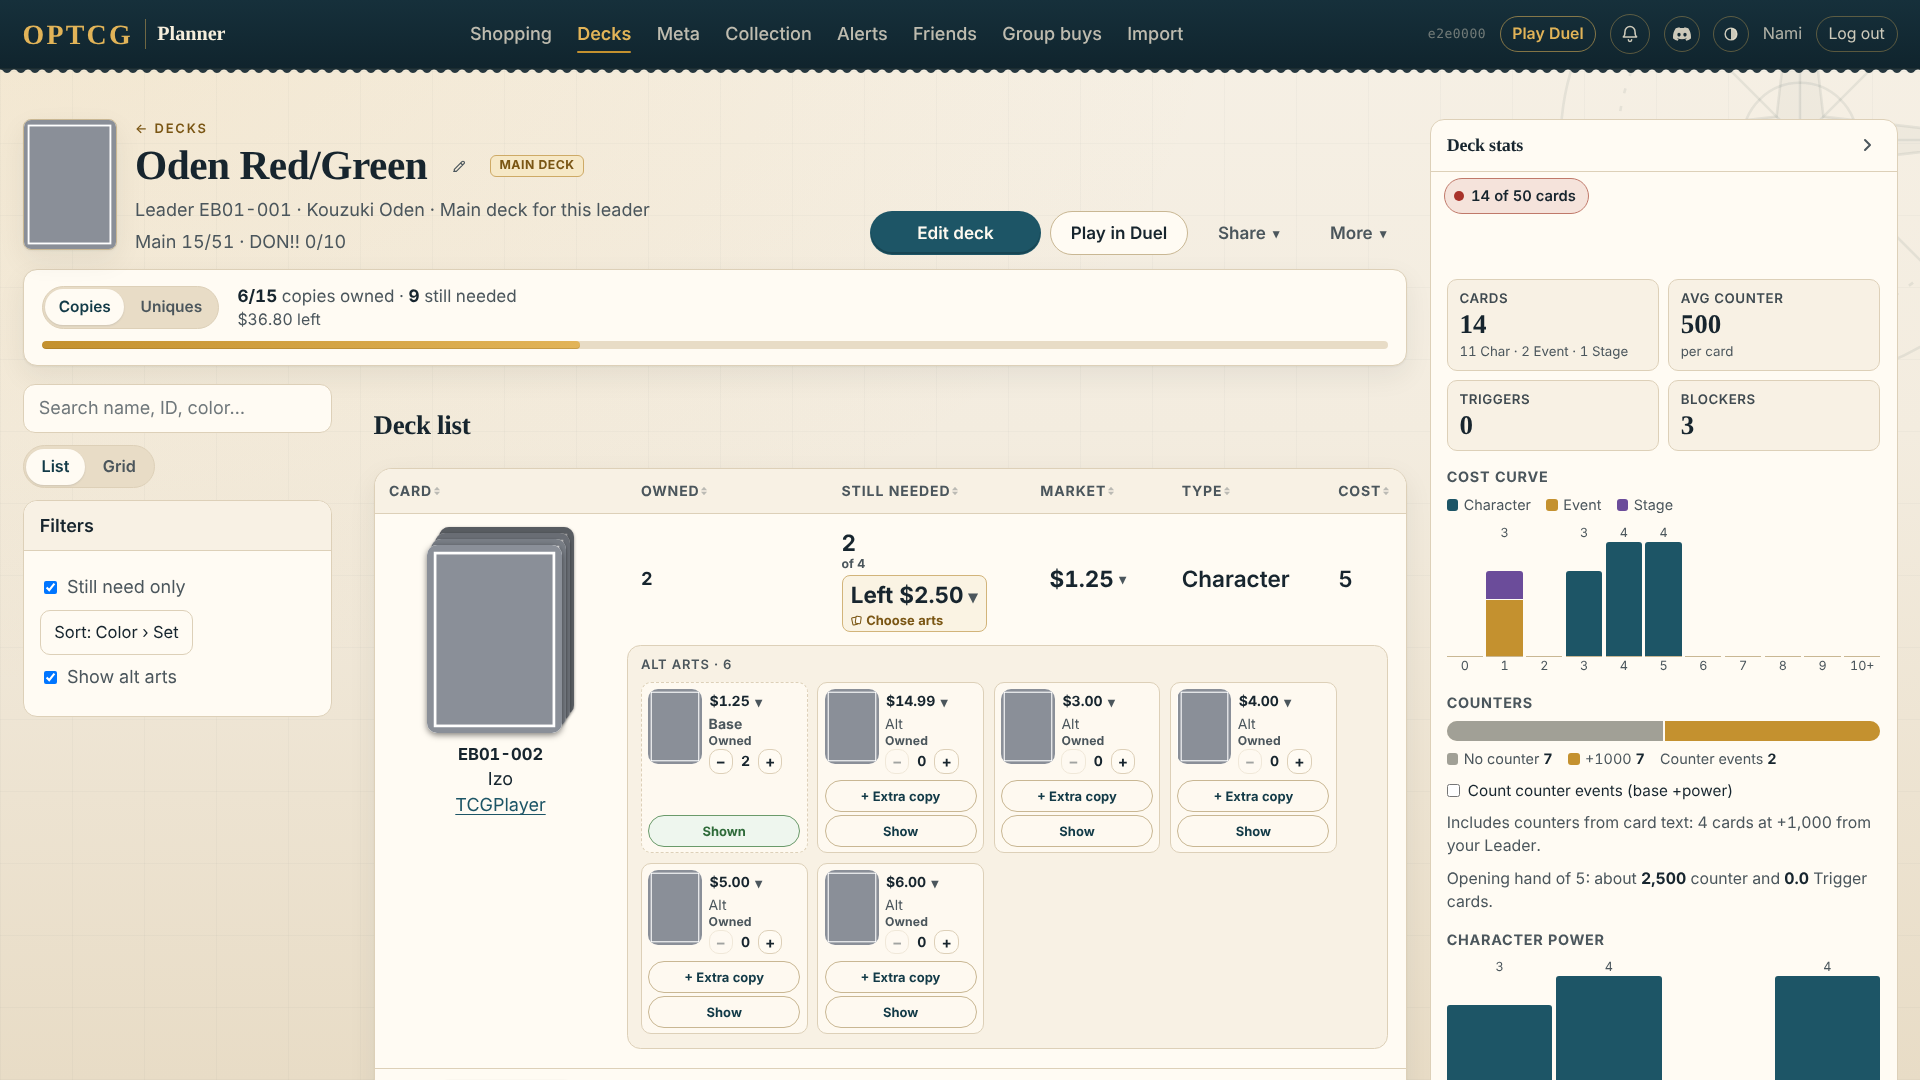 OPTCG Planner
Shopping Decks Meta Collection Alerts Friends Group buys Import
e2e0000 Play Duel Nami Log out
← DECKS
Oden Red/Green MAIN DECK
Leader EB01-001 · Kouzuki Oden · Main deck for this leader
Main 15/51 · DON!! 0/10
Edit deck Play in Duel Share ▾ More ▾
Copies Uniques
6/15 copies owned · 9 still needed
$36.80 left
Search name, ID, color...
List Grid
Filters
Still need only
Sort: Color › Set
Show alt arts
Deck list
CARD OWNED STILL NEEDED MARKET TYPE COST
EB01-002
Izo
TCGPlayer
2
2
of 4
Left $2.50 ▾
Choose arts
$1.25 ▾
Character
5
ALT ARTS · 6
$1.25 ▾
Base
Owned
− 2 +
Shown
$14.99 ▾
Alt
Owned
− 0 +
+ Extra copy
Show
$3.00 ▾
Alt
Owned
− 0 +
+ Extra copy
Show
$4.00 ▾
Alt
Owned
− 0 +
+ Extra copy
Show
$5.00 ▾
Alt
Owned
− 0 +
+ Extra copy
Show
$6.00 ▾
Alt
Owned
− 0 +
+ Extra copy
Show
Deck stats
14 of 50 cards
CARDS
14
11 Char · 2 Event · 1 Stage
AVG COUNTER
500
per card
TRIGGERS
0
BLOCKERS
3
COST CURVE
Character Event Stage
3 3 4 4
0 1 2 3 4 5 6 7 8 9 10+
COUNTERS
No counter 7 +1000 7 Counter events 2
Count counter events (base +power)
Includes counters from card text: 4 cards at +1,000 from
your Leader.
Opening hand of 5: about 2,500 counter and 0.0 Trigger
cards.
CHARACTER POWER
3 4 4